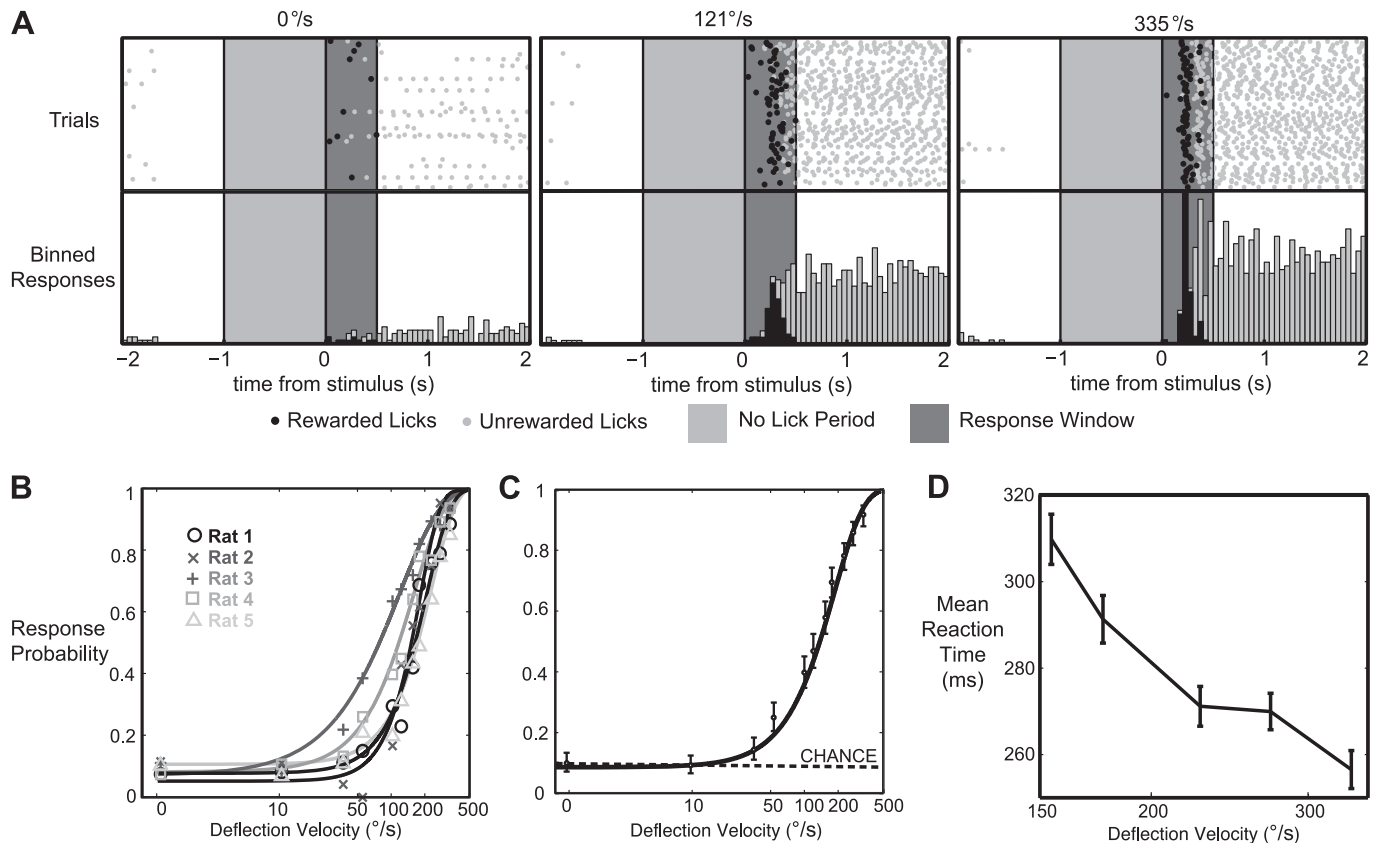 A
0°/s
121°/s
335°/s
Trials
Binned
Responses
−2 −1 0 1 2
−1 0 1 2
−1 0 1 2
time from stimulus (s)
time from stimulus (s)
time from stimulus (s)
Rewarded Licks
Unrewarded Licks
No Lick Period
Response Window
B
Response
Probability
1
0.8
0.6
0.4
0.2
0
Rat 1
Rat 2
Rat 3
Rat 4
Rat 5
0 10 50 100 200 500
Deflection Velocity (°/s)
C
1
0.8
0.6
0.4
0.2
0
CHANCE
0 10 50 100 200 500
Deflection Velocity (°/s)
D
Mean
Reaction
Time
(ms)
320
300
280
260
150 200 300
Deflection Velocity (°/s)